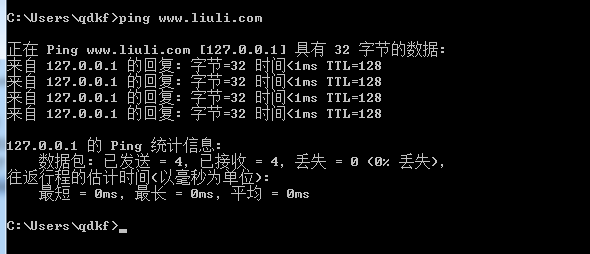 C:\Users\qdkf>ping www.liuli.com
正在 Ping www.liuli.com [127.0.0.1] 具有 32 字节的数据:
来自 127.0.0.1 的回复: 字节=32 时间<1ms TTL=128
来自 127.0.0.1 的回复: 字节=32 时间<1ms TTL=128
来自 127.0.0.1 的回复: 字节=32 时间<1ms TTL=128
来自 127.0.0.1 的回复: 字节=32 时间<1ms TTL=128
127.0.0.1 的 Ping 统计信息:
数据包: 已发送 = 4, 已接收 = 4, 丢失 = 0 (0% 丢失),
往返行程的估计时间(以毫秒为单位):
最短 = 0ms, 最长 = 0ms, 平均 = 0ms
C:\Users\qdkf>_